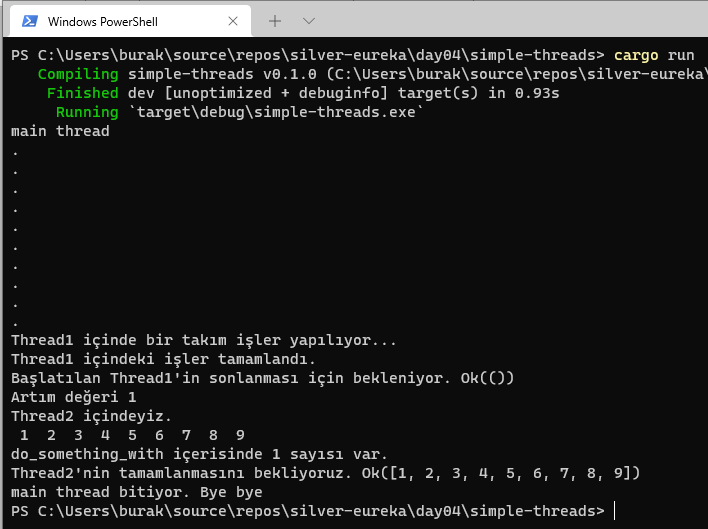 Windows PowerShell
PS C:\Users\burak\source\repos\silver-eureka\day04\simple-threads> cargo run
Compiling simple-threads v0.1.0 (C:\Users\burak\source\repos\silver-eureka\
Finished dev [unoptimized + debuginfo] target(s) in 0.93s
Running `target\debug\simple-threads.exe`
main thread
.
.
.
.
.
.
.
.
.
.
Thread1 içinde bir takım işler yapılıyor...
Thread1 içindeki işler tamamlandı.
Başlatılan Thread1'in sonlanması için bekleniyor. Ok(())
Artım değeri 1
Thread2 içindeyiz.
1 2 3 4 5 6 7 8 9
do_something_with içerisinde 1 sayısı var.
Thread2'nin tamamlanmasını bekliyoruz. Ok([1, 2, 3, 4, 5, 6, 7, 8, 9])
main thread bitiyor. Bye bye
PS C:\Users\burak\source\repos\silver-eureka\day04\simple-threads>